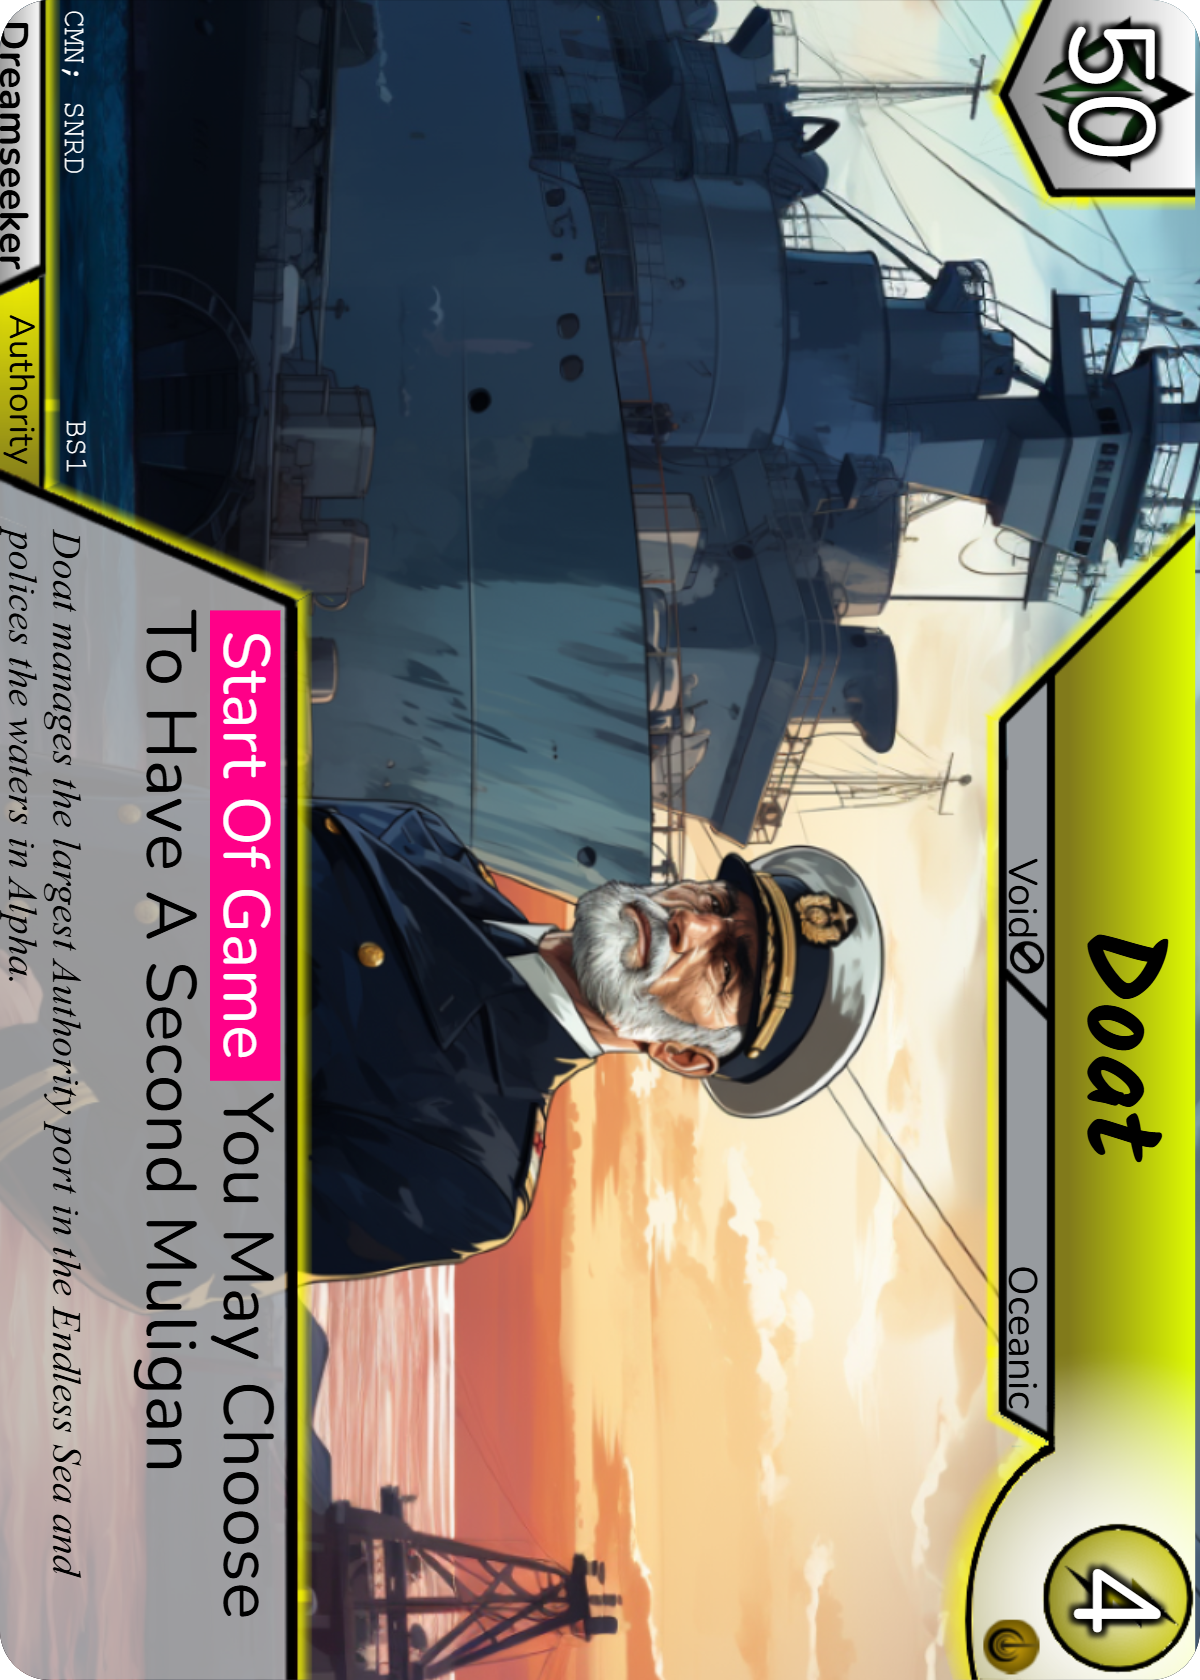 50
Doat
4
Void
Oceanic
Start Of Game You May Choose
To Have A Second Muligan
CMN; SNRD
BS1
Dreamseeker
Authority
Doat manages the largest Authority port in the Endless Sea and
polices the waters in Alpha.